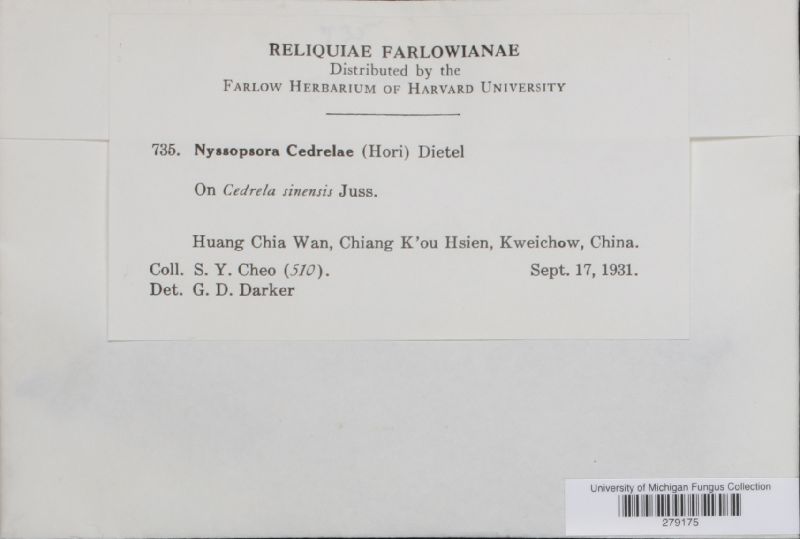 RELIQUIAE FARLOWIANAE
Distributed by the
FARLOW HERBARIUM OF HARVARD UNIVERSITY
735. Nyssopsora Cedrelae (Hori) Dietel
On Cedrela sinensis Juss.
Huang Chia Wan, Chiang K'ou Hsien, Kweichow, China.
Coll. S. Y. Cheo (510). Sept. 17, 1931.
Det. G. D. Darker
University of Michigan Fungus Collection
279175